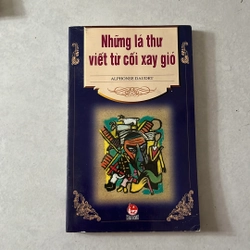 Những lá thư
viết từ cối xay gió
ALPHONSE DAUDET